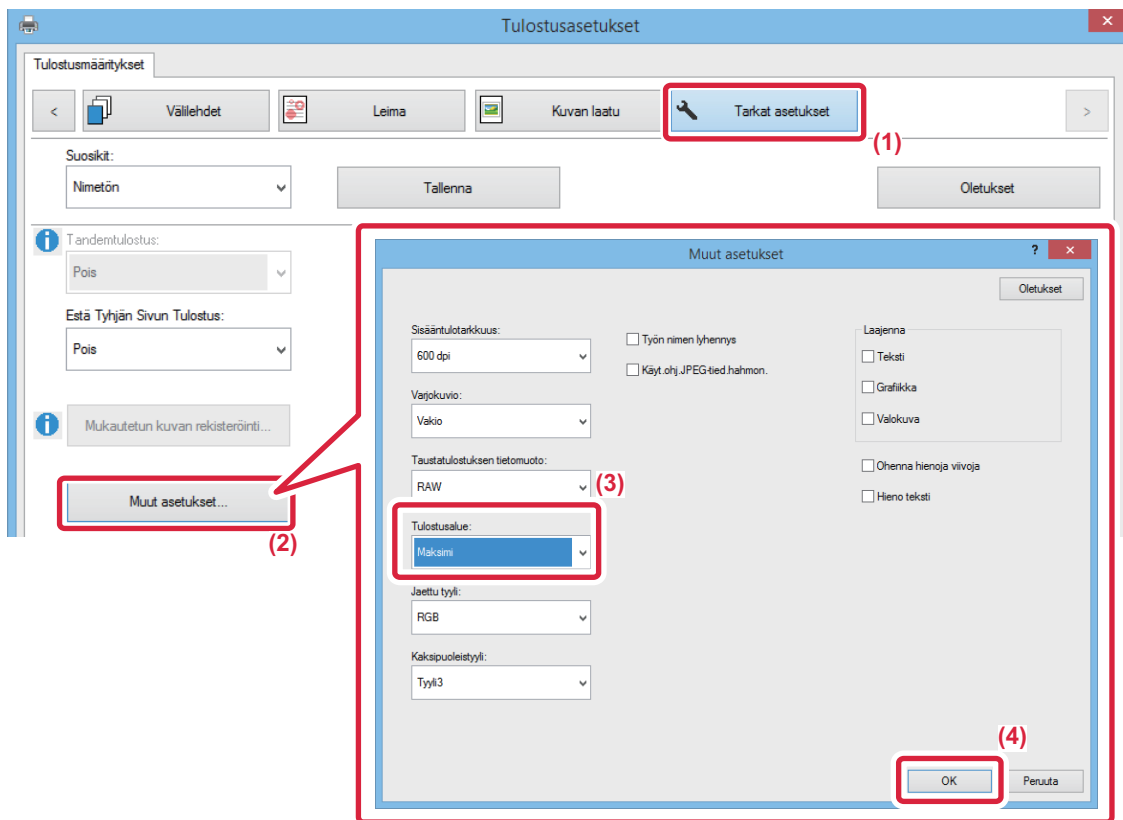 Tulostusasetukset
Tulostusmääritykset
< Välilehdet Leima Kuvan laatu Tarkat asetukset >
(1)
Suosikit:
Nimetön Tallenna Oletukset
Tandemtulostus:
Pois
Estä Tyhjän Sivun Tulostus:
Pois
Mukautetun kuvan rekisteröinti...
Muut asetukset...
(2)
Muut asetukset ?
Oletukset
Sisääntulotarkkuus:
600 dpi
Varjokuvio:
Vakio
Taustatulostuksen tietomuoto:
RAW
(3)
Tulostusalue:
Maksimi
Jaettu tyyli:
RGB
Kaksipuoleistyyli:
Tyyli3
Työn nimen lyhennys
Käyt.ohj.JPEG-tied.hahmon.
Laajenna
Teksti
Grafiikka
Valokuva
Ohenna hienoja viivoja
Hieno teksti
(4)
OK Peruuta